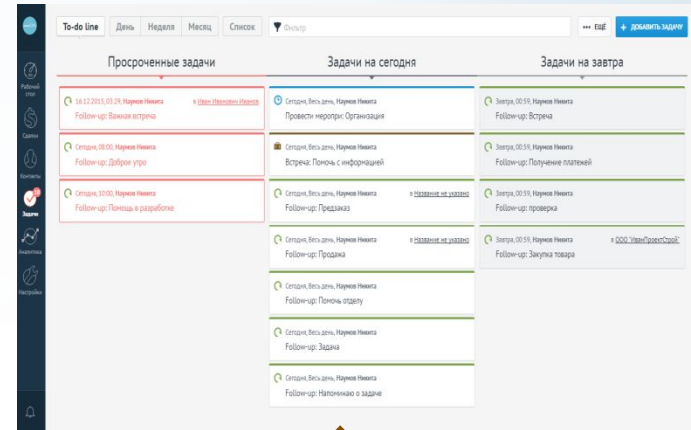 To-do line
День
Неделя
Месяц
Список
Фильтр
••• ЕЩЁ
+ ДОБАВИТЬ ЗАДАЧУ
Рабочий
стол
Сделки
Контакты
Задачи
Аналитика
Настройки
Просроченные задачи
16.12.2015, 03:29, Наумов Никита в Иван Иванович Иванов
Follow-up: Важная встреча
Сегодня, 08:00, Наумов Никита
Follow-up: Доброе утро
Сегодня, 10:00, Наумов Никита
Follow-up: Помощь в разработке
Задачи на сегодня
Сегодня, Весь день, Наумов Никита
Провести меропри: Организация
Сегодня, Весь день, Наумов Никита
Встреча: Помочь с информацией
Сегодня, Весь день, Наумов Никита в Название не указано
Follow-up: Предзаказ
Сегодня, Весь день, Наумов Никита в Название не указано
Follow-up: Продажа
Сегодня, Весь день, Наумов Никита
Follow-up: Помочь отделу
Сегодня, Весь день, Наумов Никита
Follow-up: Задача
Сегодня, Весь день, Наумов Никита
Follow-up: Напоминаю о задаче
Задачи на завтра
Завтра, 00:59, Наумов Никита
Follow-up: Встреча
Завтра, 00:59, Наумов Никита
Follow-up: Получение платежей
Завтра, 00:59, Наумов Никита
Follow-up: проверка
Завтра, 00:59, Наумов Никита в ООО "ИванПроектСтрой"
Follow-up: Закупка товара